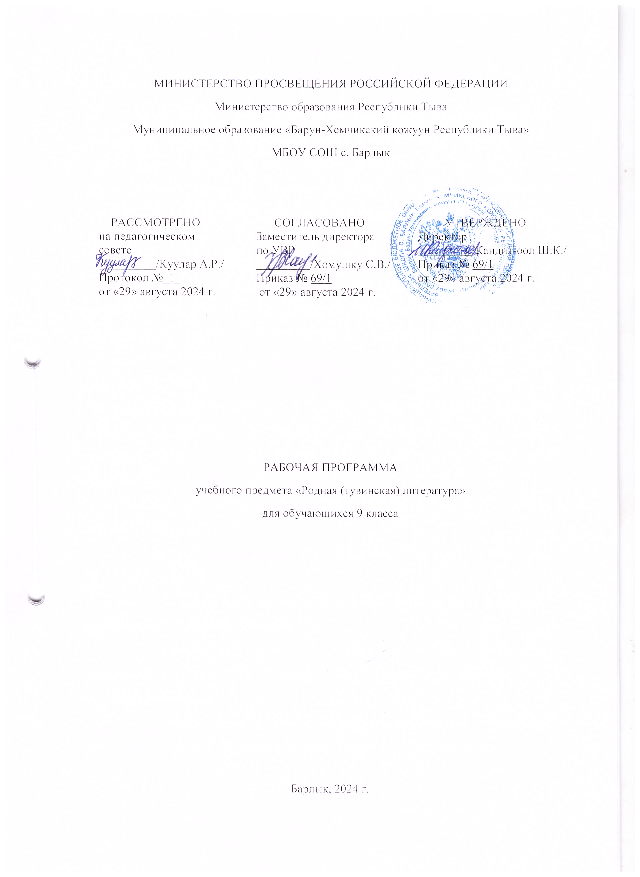 МИНИСТЕРСТВО ПРОСВЕЩЕНИЯ РОССИЙСКОЙ ФЕДЕРАЦИИ
Министерство образования Республики Тыва
Муниципальное образование «Барун-Хемчикский кожуун Республики Тыва»
МБОУ СОШ с. Барлык
РАССМОТРЕНО
на педагогическом
совете
/Куулар А.Р./
Протокол №
от «29» августа 2024 г.
СОГЛАСОВАНО
Заместитель директора
по УВР
/Хомушку С.В./
Приказ № 69/1
от «29» августа 2024 г.
Директор
Ш.К./
Приказ № 69/1
от «29» августа 2024 г.
РАБОЧАЯ ПРОГРАММА
учебного предмета «Родная (тувинская) литература»
для обучающихся 9 класса
Барлык, 2024 г.